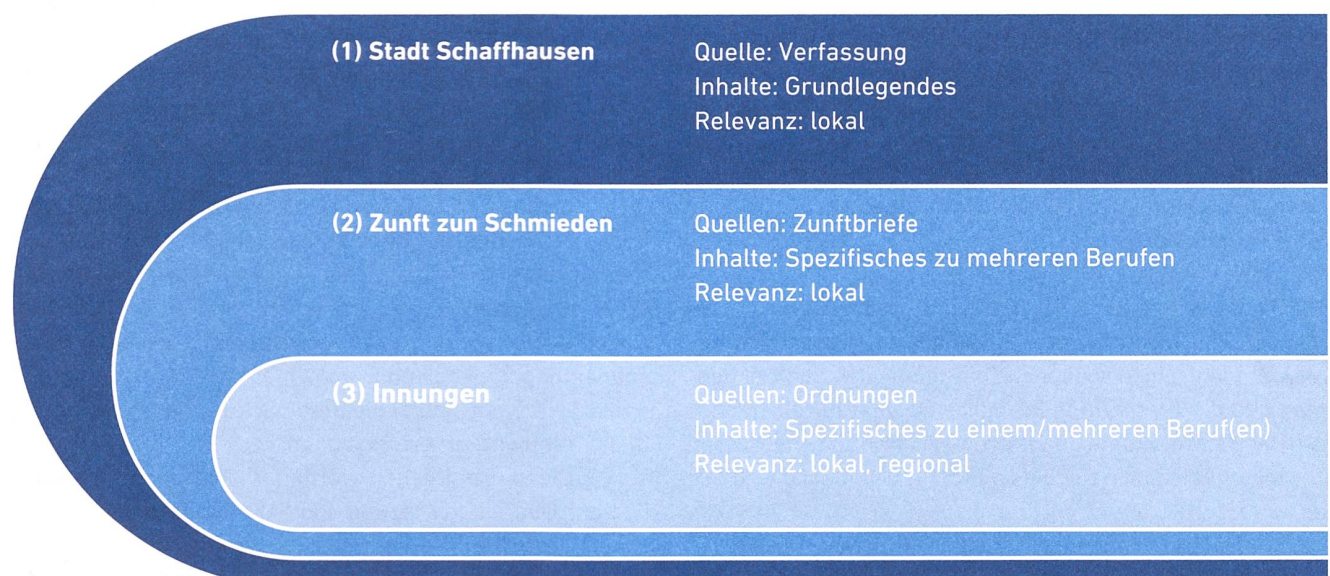 (1) Stadt Schaffhausen
Quelle: Verfassung
Inhalte: Grundlegendes
Relevanz: lokal
(2) Zunft zun Schmieden
Quellen: Zunftbriefe
Inhalte: Spezifisches zu mehreren Berufen
Relevanz: lokal
(3) Innungen
Quellen: Ordnungen
Inhalte: Spezifisches zu einem/mehreren Beruf(en)
Relevanz: lokal, regional